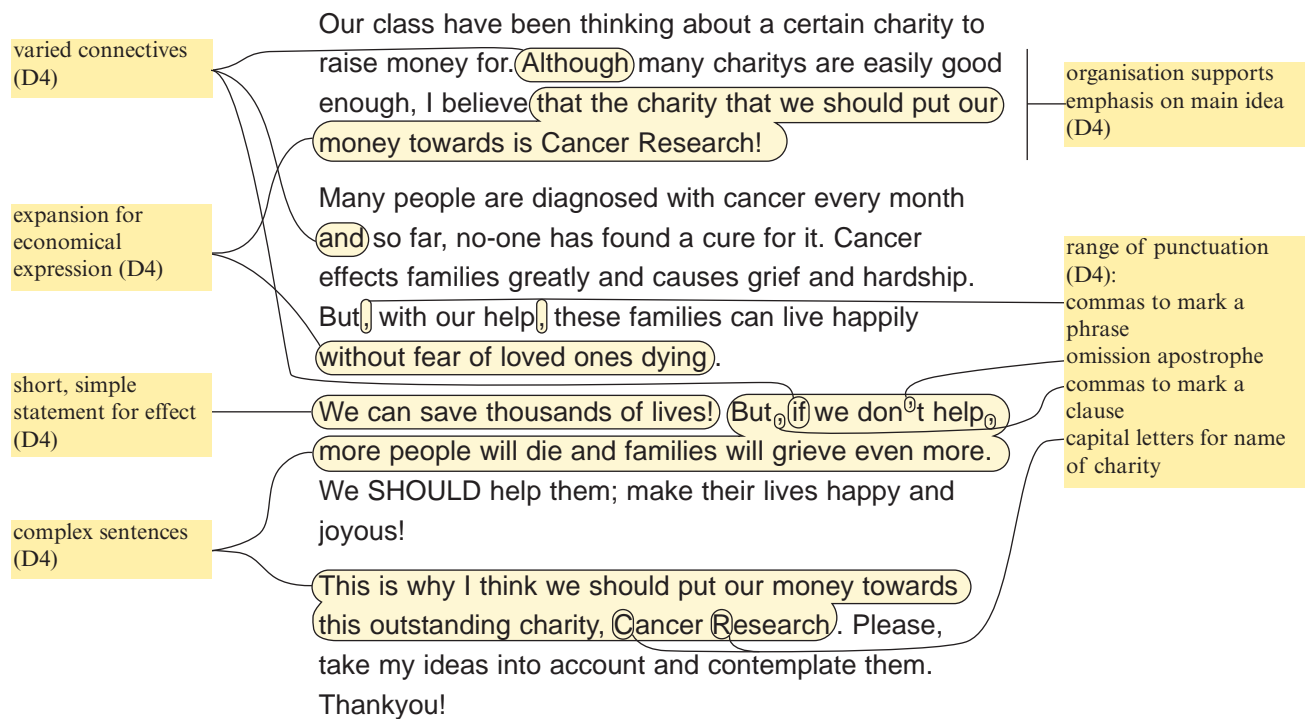 varied connectives
(D4)
expansion for
economical
expression (D4)
short, simple
statement for effect
(D4)
complex sentences
(D4)
Our class have been thinking about a certain charity to
raise money for. Although many charitys are easily good
enough, I believe that the charity that we should put our
money towards is Cancer Research!
Many people are diagnosed with cancer every month
and so far, no-one has found a cure for it. Cancer
effects families greatly and causes grief and hardship.
But, with our help, these families can live happily
without fear of loved ones dying.
We can save thousands of lives! But, if we don't help,
more people will die and families will grieve even more.
We SHOULD help them; make their lives happy and
joyous!
This is why I think we should put our money towards
this outstanding charity, Cancer Research. Please,
take my ideas into account and contemplate them.
Thankyou!
organisation supports
emphasis on main idea
(D4)
range of punctuation
(D4):
commas to mark a
phrase
omission apostrophe
commas to mark a
clause
capital letters for name
of charity